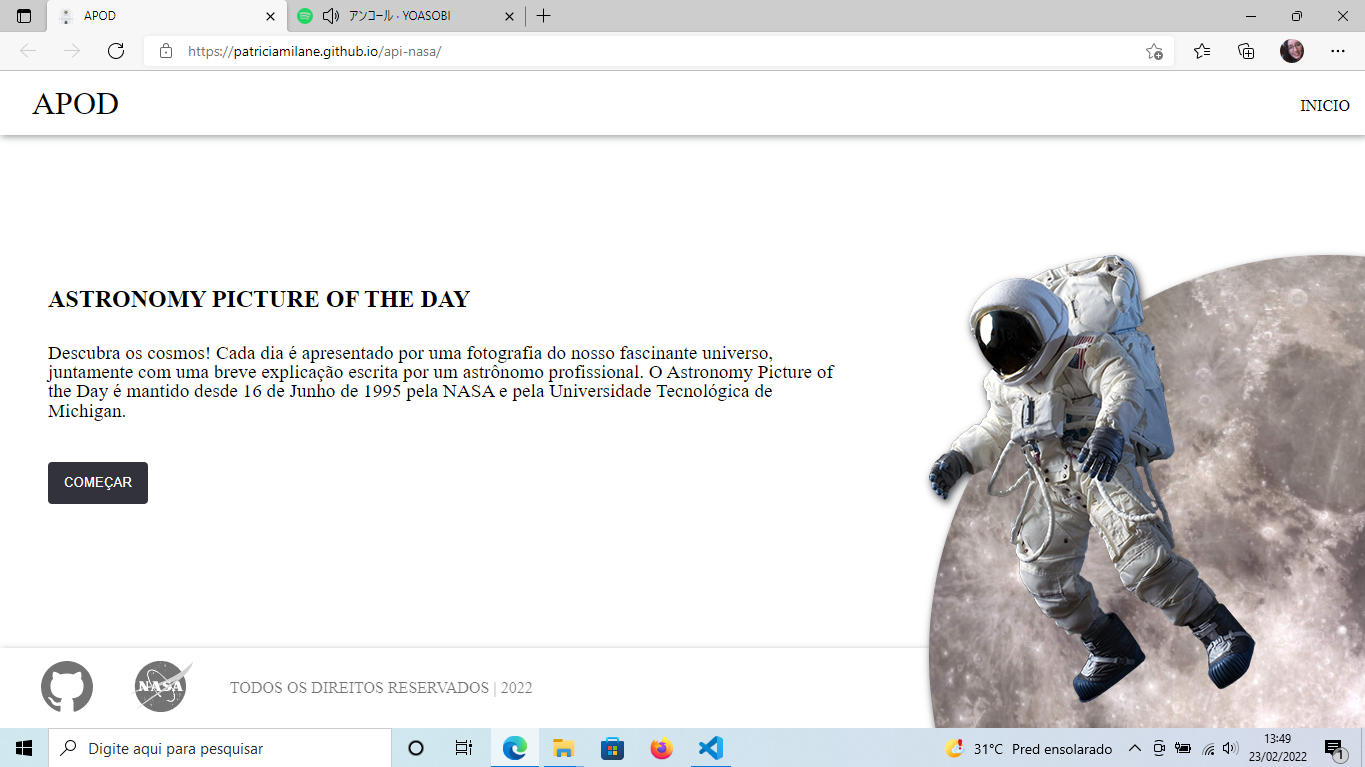 APOD
アンコール · YOASOBI
https://patriciamilane.github.io/api-nasa/
APOD
INICIO
ASTRONOMY PICTURE OF THE DAY
Descubra os cosmos! Cada dia é apresentado por uma fotografia do nosso fascinante universo,
juntamente com uma breve explicação escrita por um astrônomo profissional. O Astronomy Picture of
the Day é mantido desde 16 de Junho de 1995 pela NASA e pela Universidade Tecnológica de
Michigan.
COMEÇAR
NASA
TODOS OS DIREITOS RESERVADOS | 2022
Digite aqui para pesquisar
31°C Pred ensolarado
13:49
23/02/2022
1